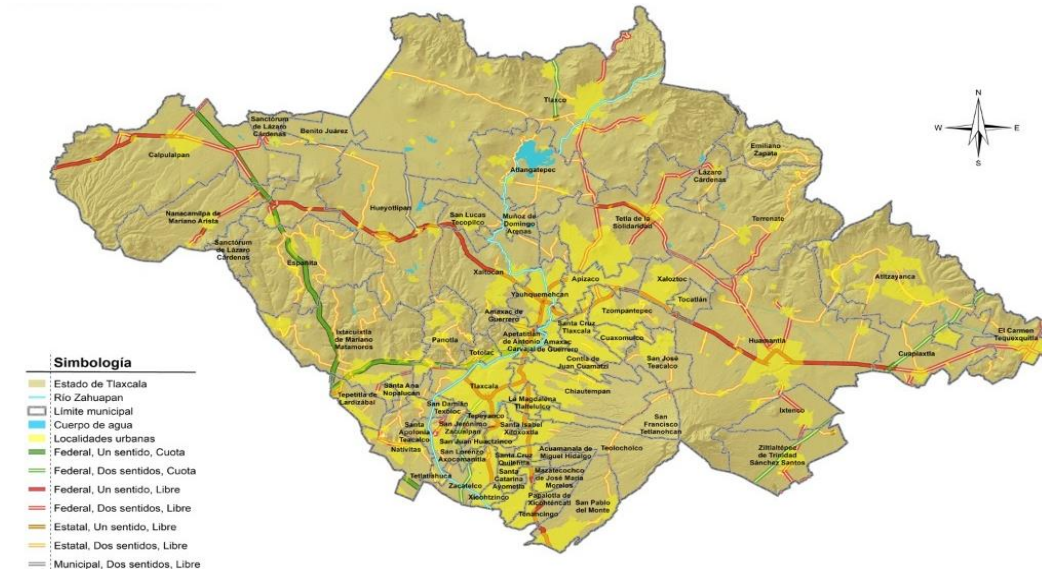 N
W
E
S
Tlaxco
Sanctórum
de Lázaro
Cárdenas
Benito Juárez
Calpulalpan
Emiliano
Zapata
Atlangatepec
Lázaro
Cárdenas
Nanacamilpa de
Mariano Arista
Hueyotlipan
San Lucas
Tecopilco
Muñoz de
Domingo
Arenas
Tetla de la
Solidaridad
Terrenate
Sanctórum
de Lázaro
Cárdenas
Españita
Xaltocan
Apizaco
Xaloztoc
Altzayanca
Yauhquemehcan
Tocatlán
Amaxac de
Guerrero
Tzompantepec
Santa Cruz
Tlaxcala
Ixtacuixtla
de Mariano
Matamoros
Panotla
Apetatitlán
de Antonio
Carvajal
Amaxac
de Guerrero
Cuaxomulco
Huamantla
El Carmen
Tequexquitla
Totolac
Contla de
Juan Cuamatzi
San José
Teacalco
Cuapiaxtla
Santa Ana
Nopalucan
Tlaxcala
Chiautempan
Tepetitla de
Lardizábal
San Damián
Texóloc
La Magdalena
Tlaltelulco
Ixtenco
Tepeyanco
San Jerónimo
Zacualpan
Santa Isabel
Xiloxoxtla
San
Francisco
Tetlanohcan
Santa
Apolonia
Teacalco
San Juan Huactzinco
Nativitas
San Lorenzo
Axocomanitla
Santa Cruz
Quilehtla
Acuamanala de
Miguel Hidalgo
Teolocholco
Ziltlaltépec
de Trinidad
Sánchez Santos
Tetlatlahuca
Santa
Catarina
Ayometla
Mazatecochco
de José María
Morelos
Zacatelco
Xicohtzinco
Papalotla de
Xicohténcatl
San Pablo
del Monte
Tenancingo
Simbología
Estado de Tlaxcala
Río Zahuapan
Límite municipal
Cuerpo de agua
Localidades urbanas
Federal, Un sentido, Cuota
Federal, Dos sentidos, Cuota
Federal, Un sentido, Libre
Federal, Dos sentidos, Libre
Estatal, Un sentido, Libre
Estatal, Dos sentidos, Libre
Municipal, Dos sentidos, Libre